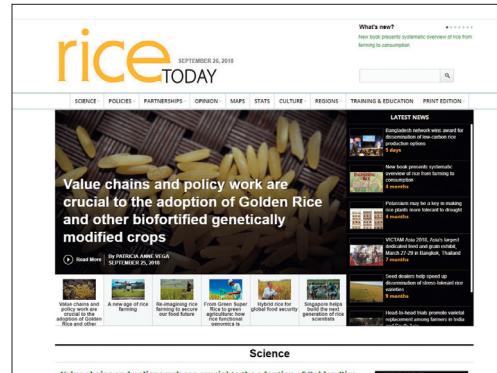 What's new?
New book presents systematic overview of rice from
farming to consumption
rice
SEPTEMBER 26, 2018
TODAY
SCIENCE
POLICIES
PARTNERSHIPS
OPINION
MAPS
STATS
CULTURE
REGIONS
TRAINING & EDUCATION
PRINT EDITION
Value chains and policy work are
crucial to the adoption of Golden Rice
and other biofortified genetically
modified crops
Read More
By PATRICIA ANNE VEGA
SEPTEMBER 25, 2018
LATEST NEWS
Bangladesh network wins award for
dissemination of low-carbon rice
production options
5 days
New book presents systematic
overview of rice from farming to
consumption
4 months
Potassium may be a key in making
rice plants more tolerant to drought
4 months
VICTAM Asia 2018, Asia's largest
dedicated feed and grain exhibit,
March 27-29 in Bangkok, Thailand
7 months
Seed dealers help speed up
dissemination of stress-tolerant rice
varieties
9 months
Head-to-head trials promote varietal
replacement among farmers in India
Value chains and
policy work are
crucial to the
adoption of Golden
Rice and other
A new age of rice
farming
Re-imagining rice
farming to secure
our food future
From Green Super
Rice to green
agriculture: how
rice functional
genomics is
Hybrid rice for
global food security
Singapore helps
build the next
generation of rice
scientists
Science